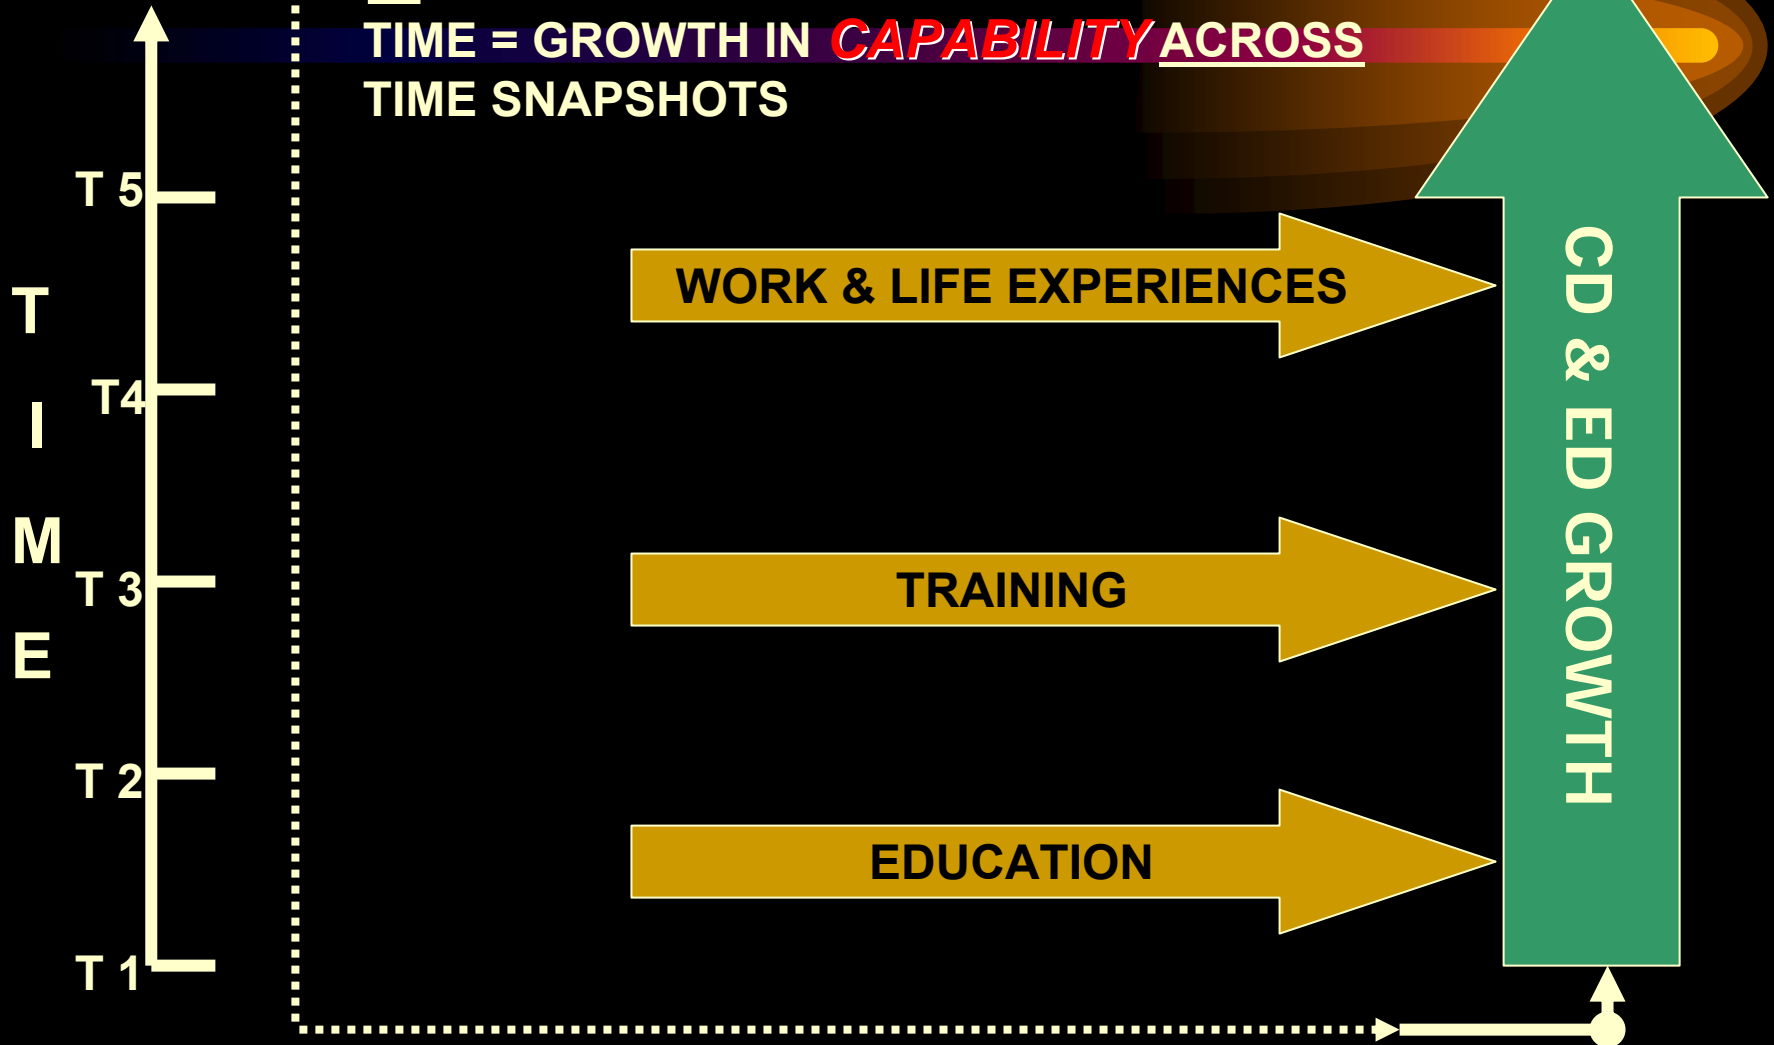 TIME = GROWTH IN CAPABILITY ACROSS
TIME SNAPSHOTS
T 5
WORK & LIFE EXPERIENCES
T4
T 3
TRAINING
T 2
EDUCATION
T 1
T
I
M
E
CD & ED GROWTH